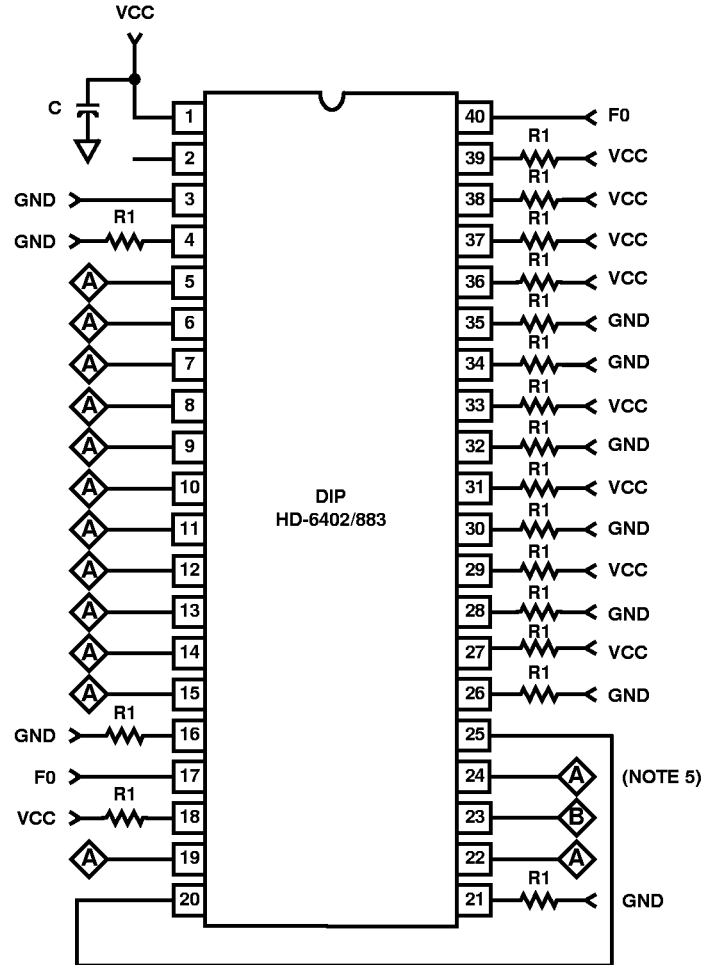 VCC
C
1 40 F0
R1
2 39 VCC
R1
GND 3 38 VCC
R1 R1
GND 4 37 VCC
R1
A 5 36 VCC
R1
A 6 35 GND
R1
A 7 34 GND
R1
A 8 33 VCC
R1
A 9 32 GND
R1
A 10 31 VCC
DIP
HD-6402/883
R1
A 11 30 GND
R1
A 12 29 VCC
R1
A 13 28 GND
R1
A 14 27 VCC
R1
A 15 26 GND
R1
GND 16 25
F0 17 24 A (NOTE 5)
R1
VCC 18 23 B
A 19 22 A
R1
20 21 GND